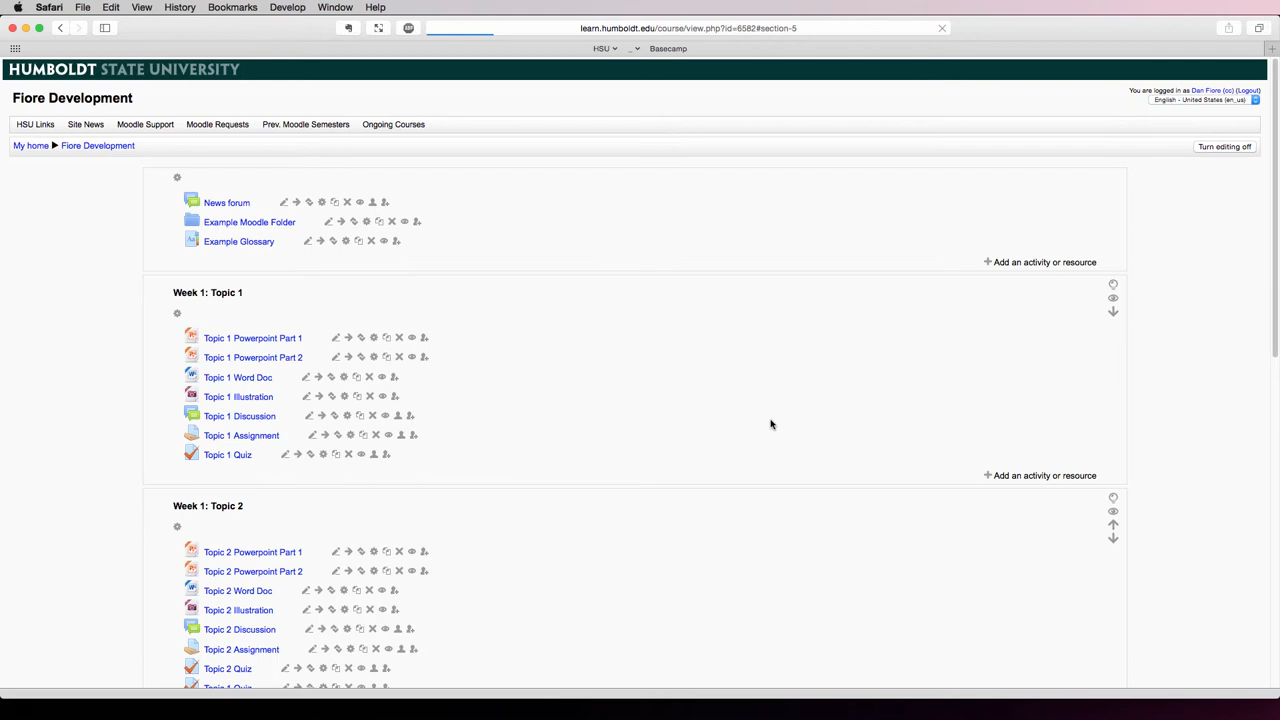 Safari File Edit View History Bookmarks Develop Window Help
learn.humboldt.edu/course/view.php?id=6582#section-5
HSU Basecamp
HUMBOLDT STATE UNIVERSITY
Fiore Development
You are logged in as Dan Fiore (cc) (Logout)
English - United States (en_us)
HSU Links Site News Moodle Support Moodle Requests Prev. Moodle Semesters Ongoing Courses
My home ▶ Fiore Development
Turn editing off
News forum
Example Moodle Folder
Example Glossary
Add an activity or resource
Week 1: Topic 1
Topic 1 Powerpoint Part 1
Topic 1 Powerpoint Part 2
Topic 1 Word Doc
Topic 1 Illustration
Topic 1 Discussion
Topic 1 Assignment
Topic 1 Quiz
Add an activity or resource
Week 1: Topic 2
Topic 2 Powerpoint Part 1
Topic 2 Powerpoint Part 2
Topic 2 Word Doc
Topic 2 Illustration
Topic 2 Discussion
Topic 2 Assignment
Topic 2 Quiz
Topic 1 Quiz